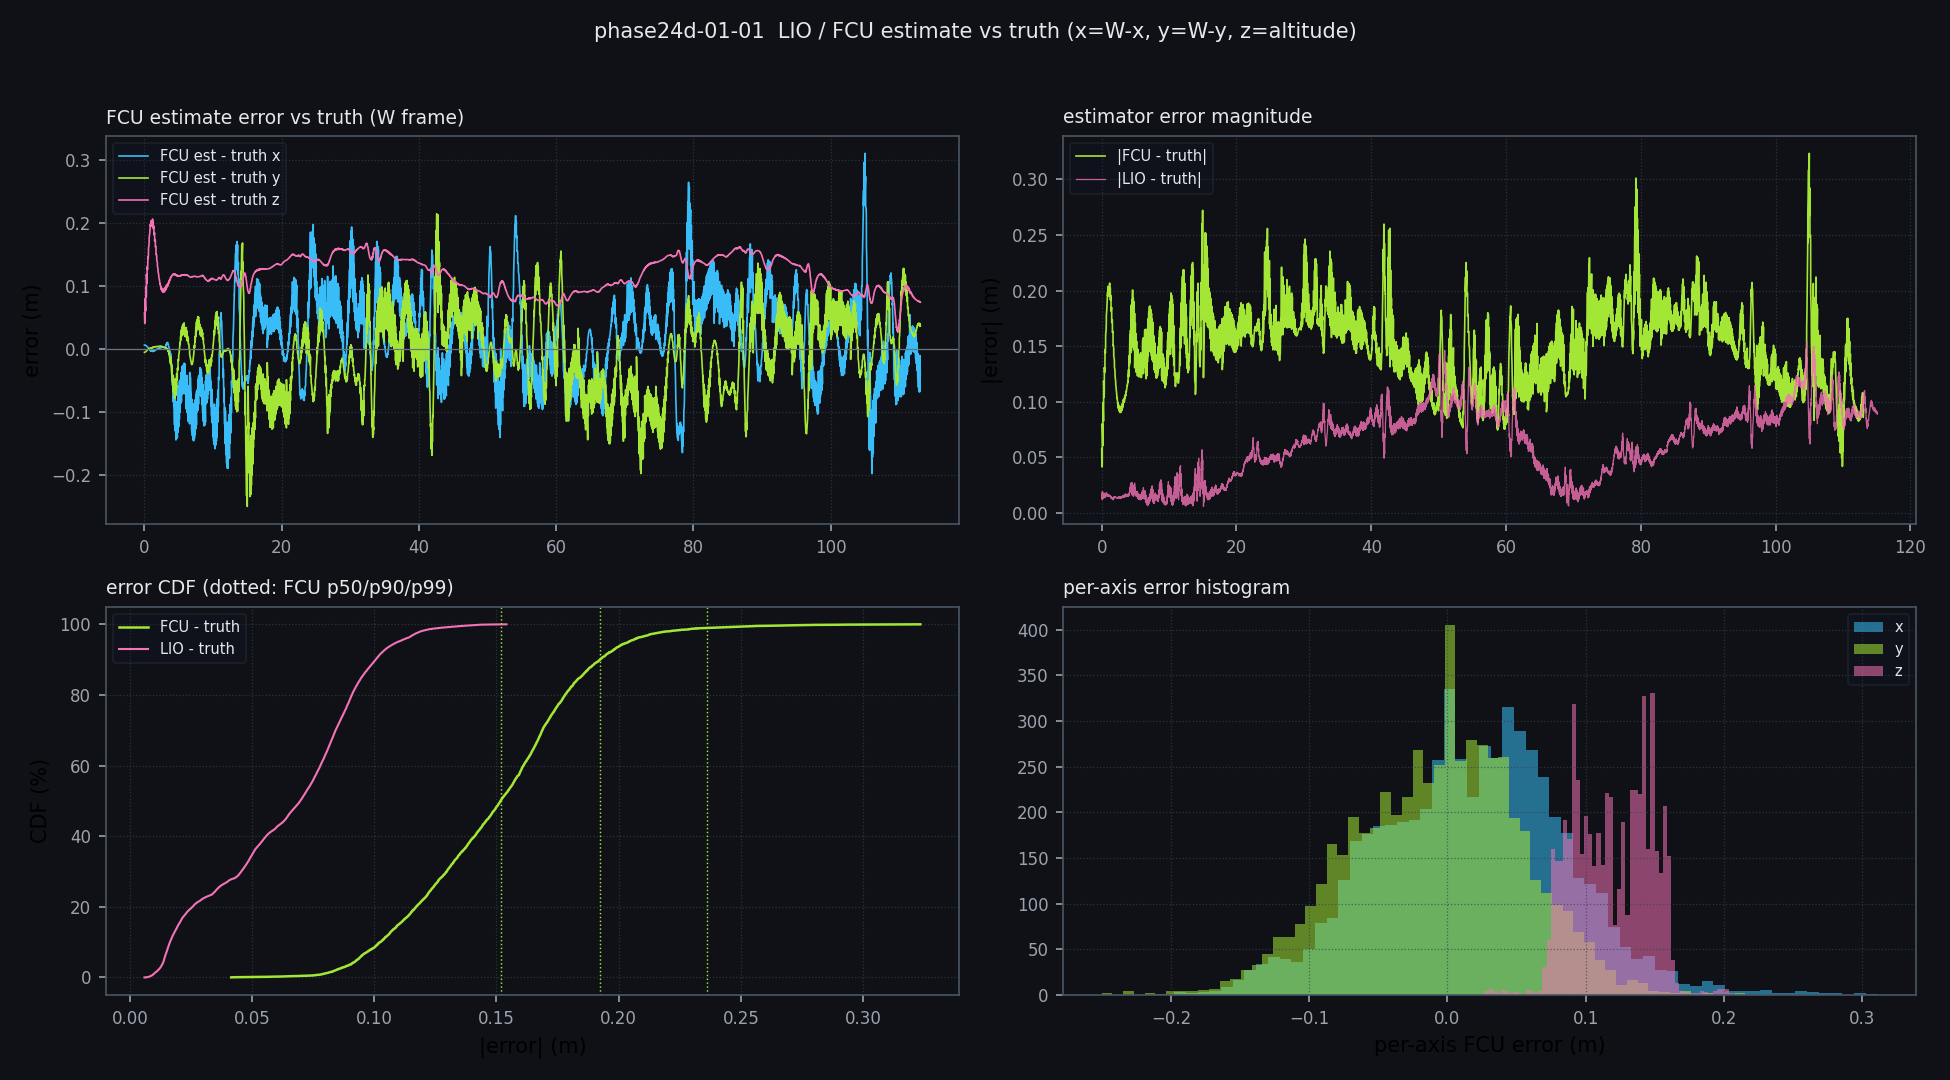 phase24d-01-01  LIO / FCU estimate vs truth (x=W-x, y=W-y, z=altitude)
FCU estimate error vs truth (W frame)
FCU est - truth x
FCU est - truth y
FCU est - truth z
error (m)
0.3
0.2
0.1
0.0
−0.1
−0.2
0 20 40 60 80 100
estimator error magnitude
|FCU - truth|
|LIO - truth|
|error| (m)
0.30
0.25
0.20
0.15
0.10
0.05
0.00
0 20 40 60 80 100 120
error CDF (dotted: FCU p50/p90/p99)
FCU - truth
LIO - truth
CDF (%)
100
80
60
40
20
0
0.00 0.05 0.10 0.15 0.20 0.25 0.30
|error| (m)
per-axis error histogram
x
y
z
400
350
300
250
200
150
100
50
0
−0.2 −0.1 0.0 0.1 0.2 0.3
per-axis FCU error (m)